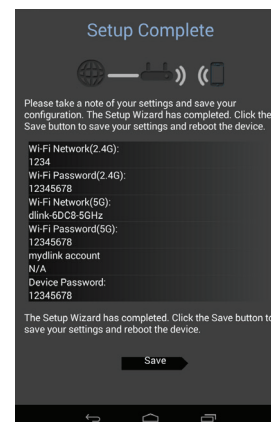 Setup Complete
Please take a note of your settings and save your
configuration. The Setup Wizard has completed. Click the
Save button to save your settings and reboot the device.
Wi-Fi Network(2.4G):
1234
Wi-Fi Password(2.4G):
12345678
Wi-Fi Network(5G):
dlink-6DC8-5GHz
Wi-Fi Password(5G):
12345678
mydlink account
N/A
Device Password:
12345678
The Setup Wizard has completed. Click the Save button to
save your settings and reboot the device.
Save